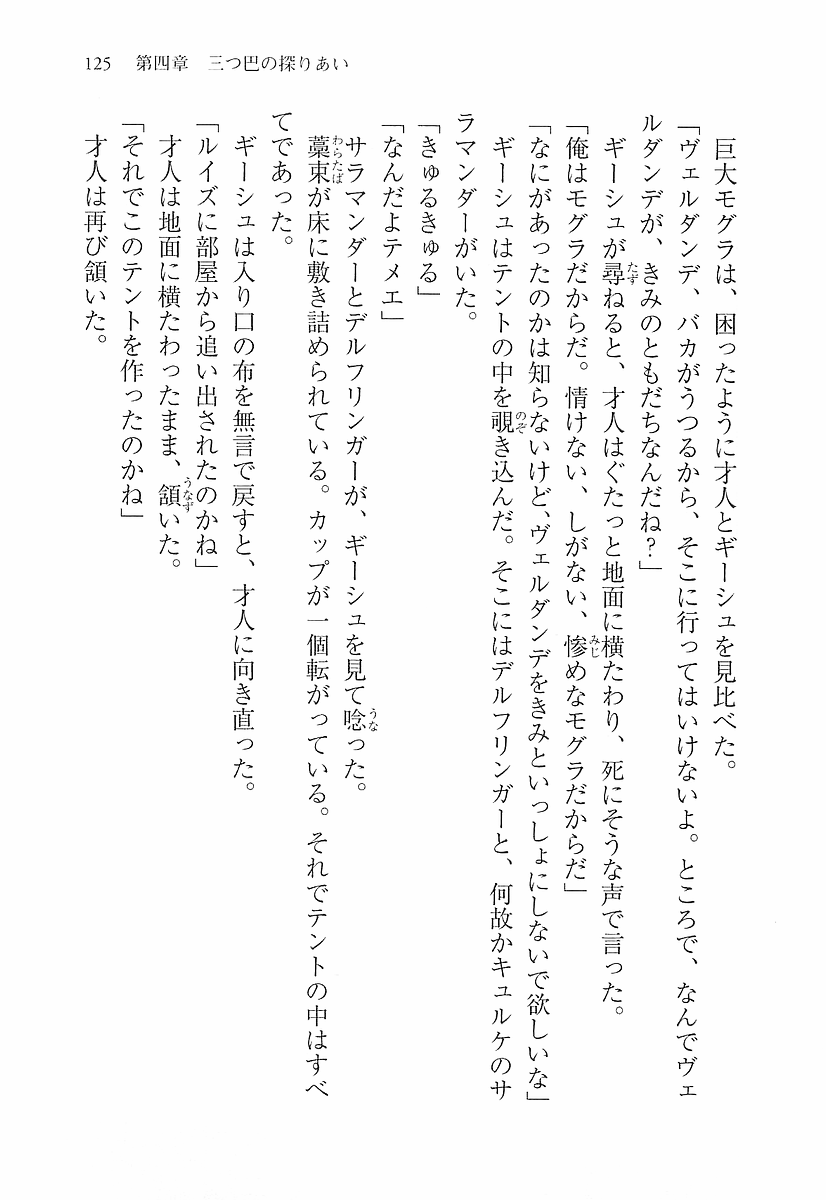 125　第四章　三つ巴の探りあい
　巨大モグラは、困ったように才人とギーシュを見比べた。
「ヴェルダンデ、バカがうつるから、そこに行ってはいけないよ。ところで、なんでヴェ
ルダンデが、きみのともだちなんだね？」
　ギーシュが尋ねると、才人はぐたっと地面に横たわり、死にそうな声で言った。
「俺はモグラだからだ。情けない、しがない、惨めなモグラだからだ」
「なにがあったのかは知らないけど、ヴェルダンデをきみといっしょにしないで欲しいな」
　ギーシュはテントの中を覗き込んだ。そこにはデルフリンガーと、何故かキュルケのサ
ラマンダーがいた。
「きゅるきゅる」
「なんだよテメエ」
　サラマンダーとデルフリンガーが、ギーシュを見て唸った。
　藁束が床に敷き詰められている。カップが一個転がっている。それでテントの中はすべ
てであった。
　ギーシュは入り口の布を無言で戻すと、才人に向き直った。
「ルイズに部屋から追い出されたのかね」
　才人は地面に横たわったまま、頷いた。
「それでこのテントを作ったのかね」
　才人は再び頷いた。